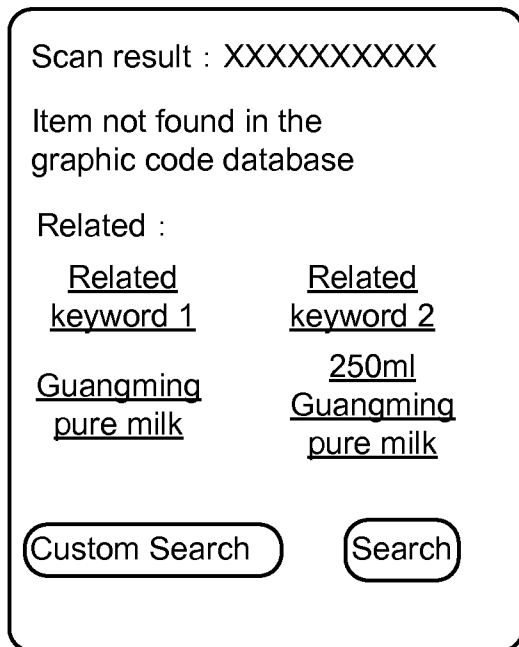 Scan result : XXXXXXXXXX
Item not found in the
graphic code database
Related :
Related
keyword 1
Related
keyword 2
Guangming
pure milk
250ml
Guangming
pure milk
Custom Search
Search